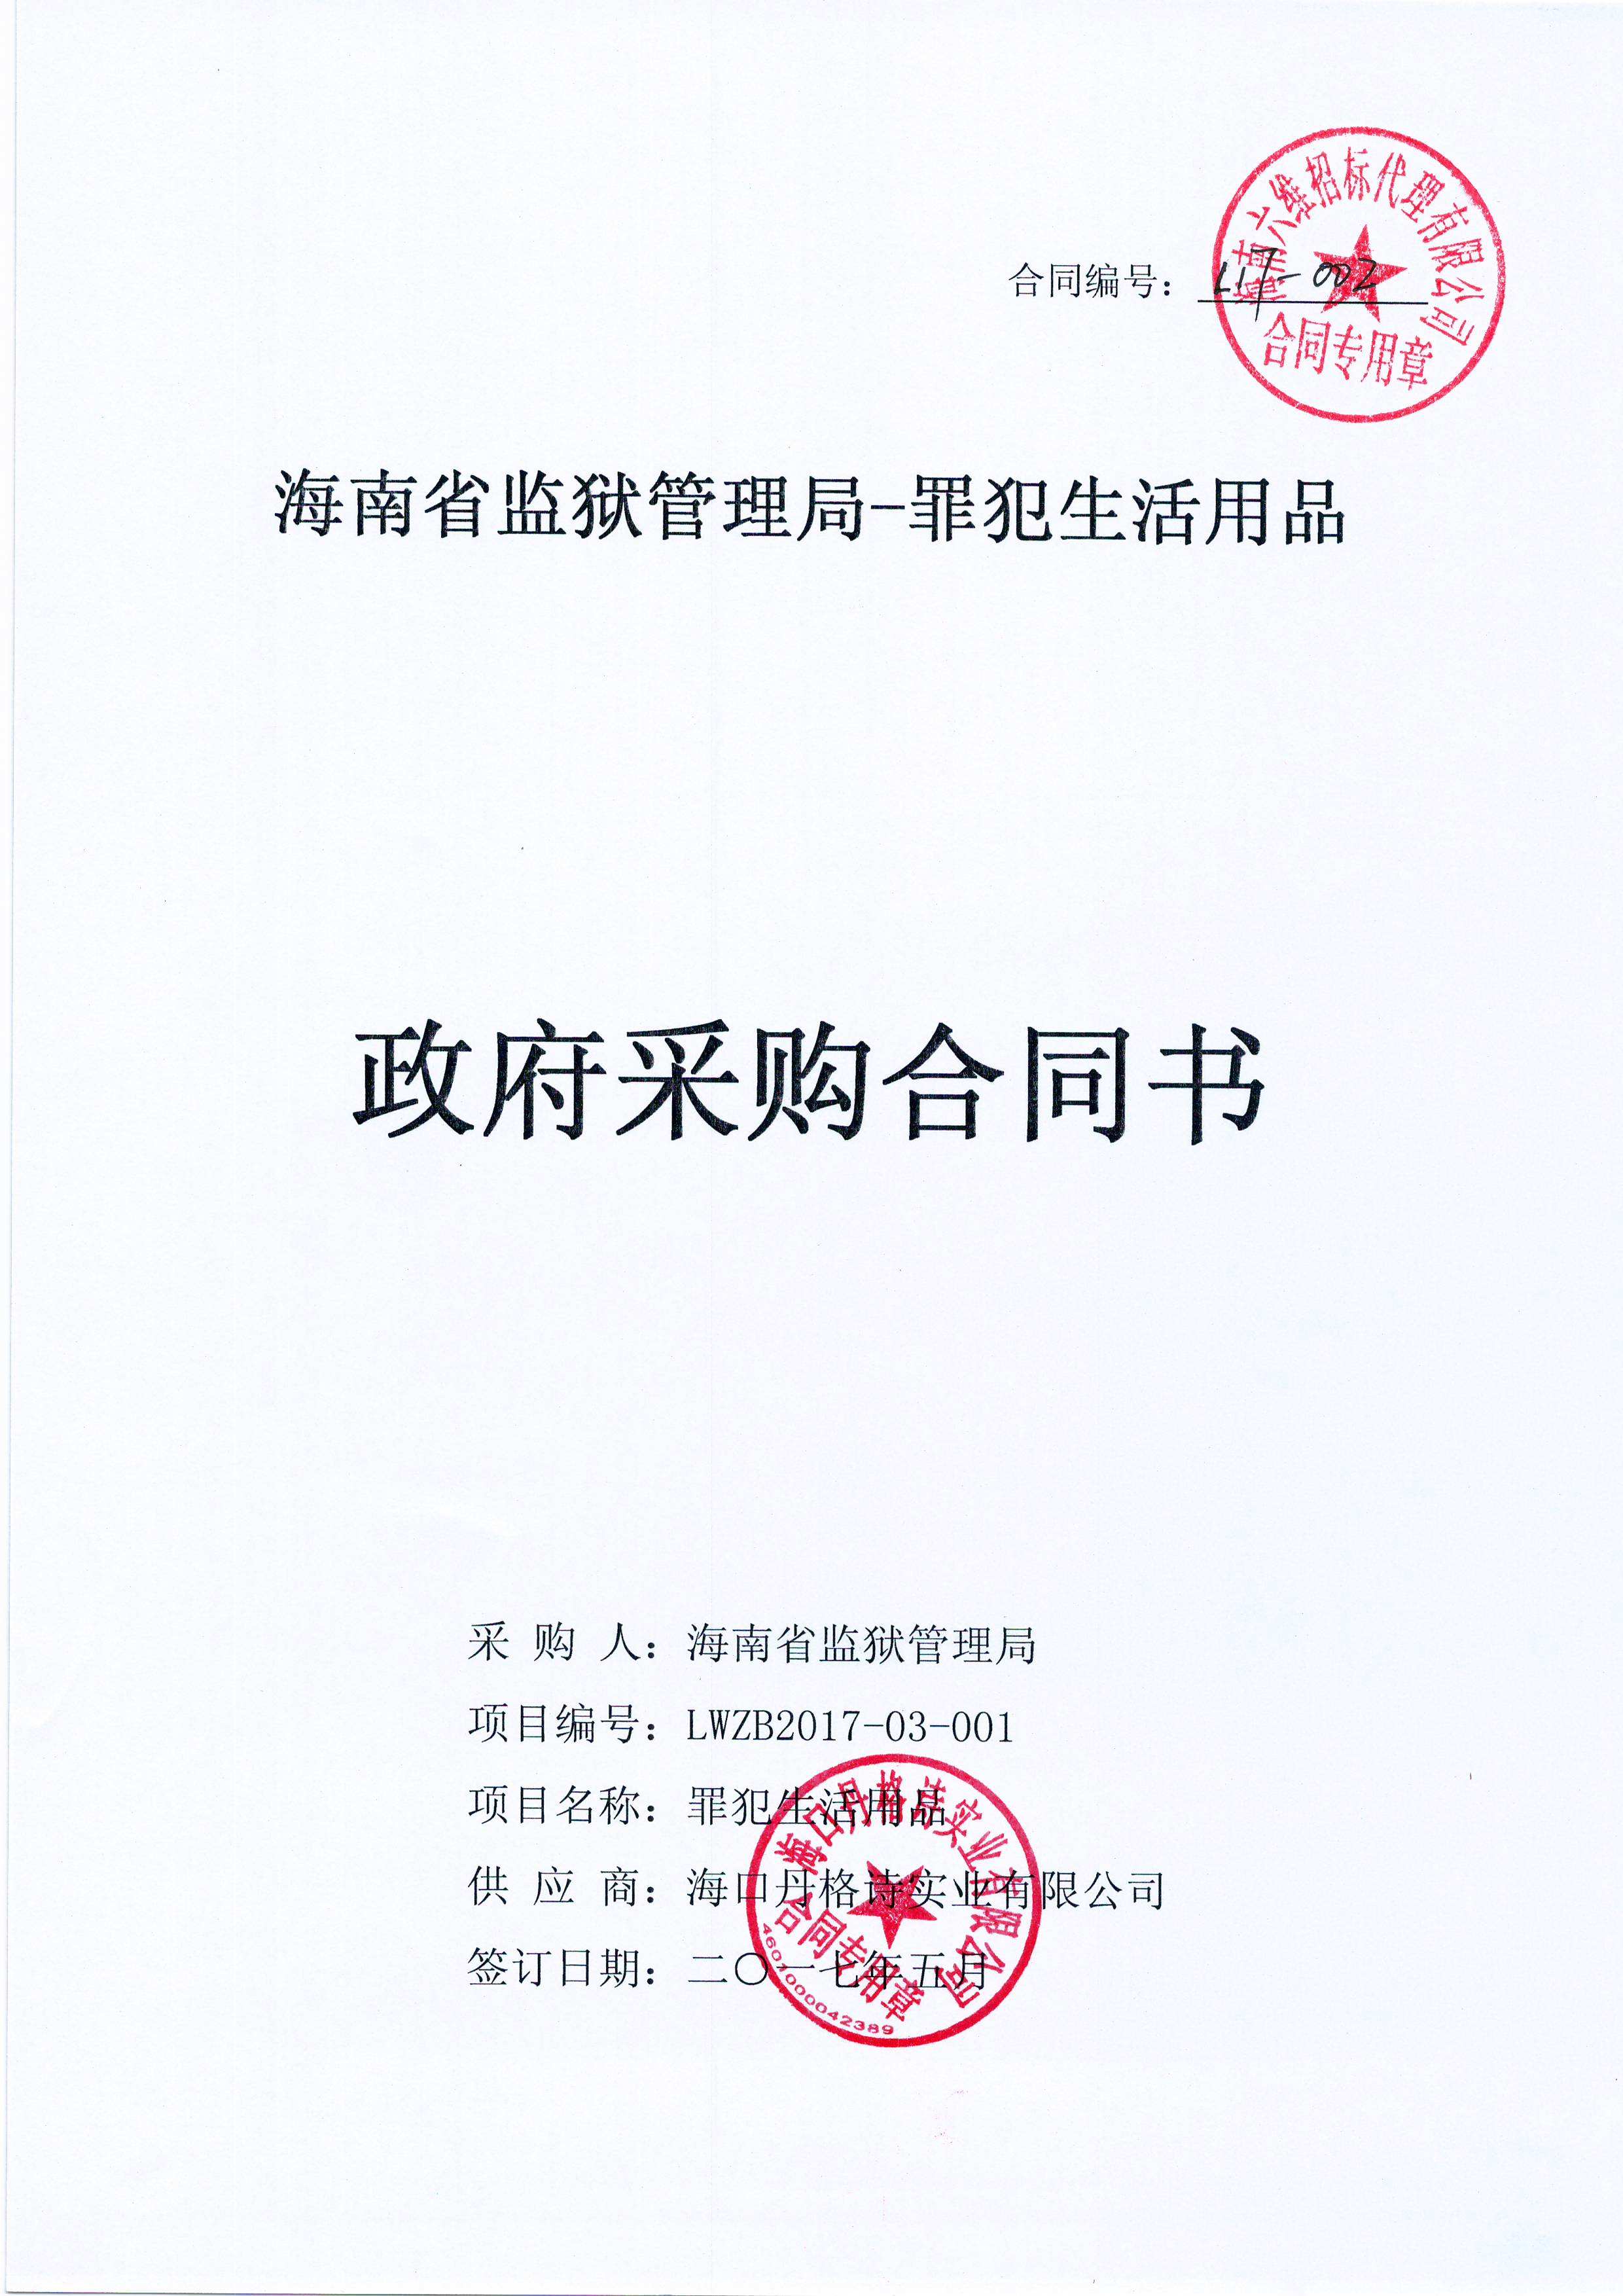 海南六维招标代理有限公司
合同编号：L17-002
合同专用章
海南省监狱管理局-罪犯生活用品
政府采购合同书
采购人：海南省监狱管理局
项目编号：LWZB2017-03-001
项目名称：罪犯生活用品
供应商：海口丹格诗实业有限公司
签订日期：二〇一七年五月
海口丹格诗实业有限公司
合同专用章
4601000042389